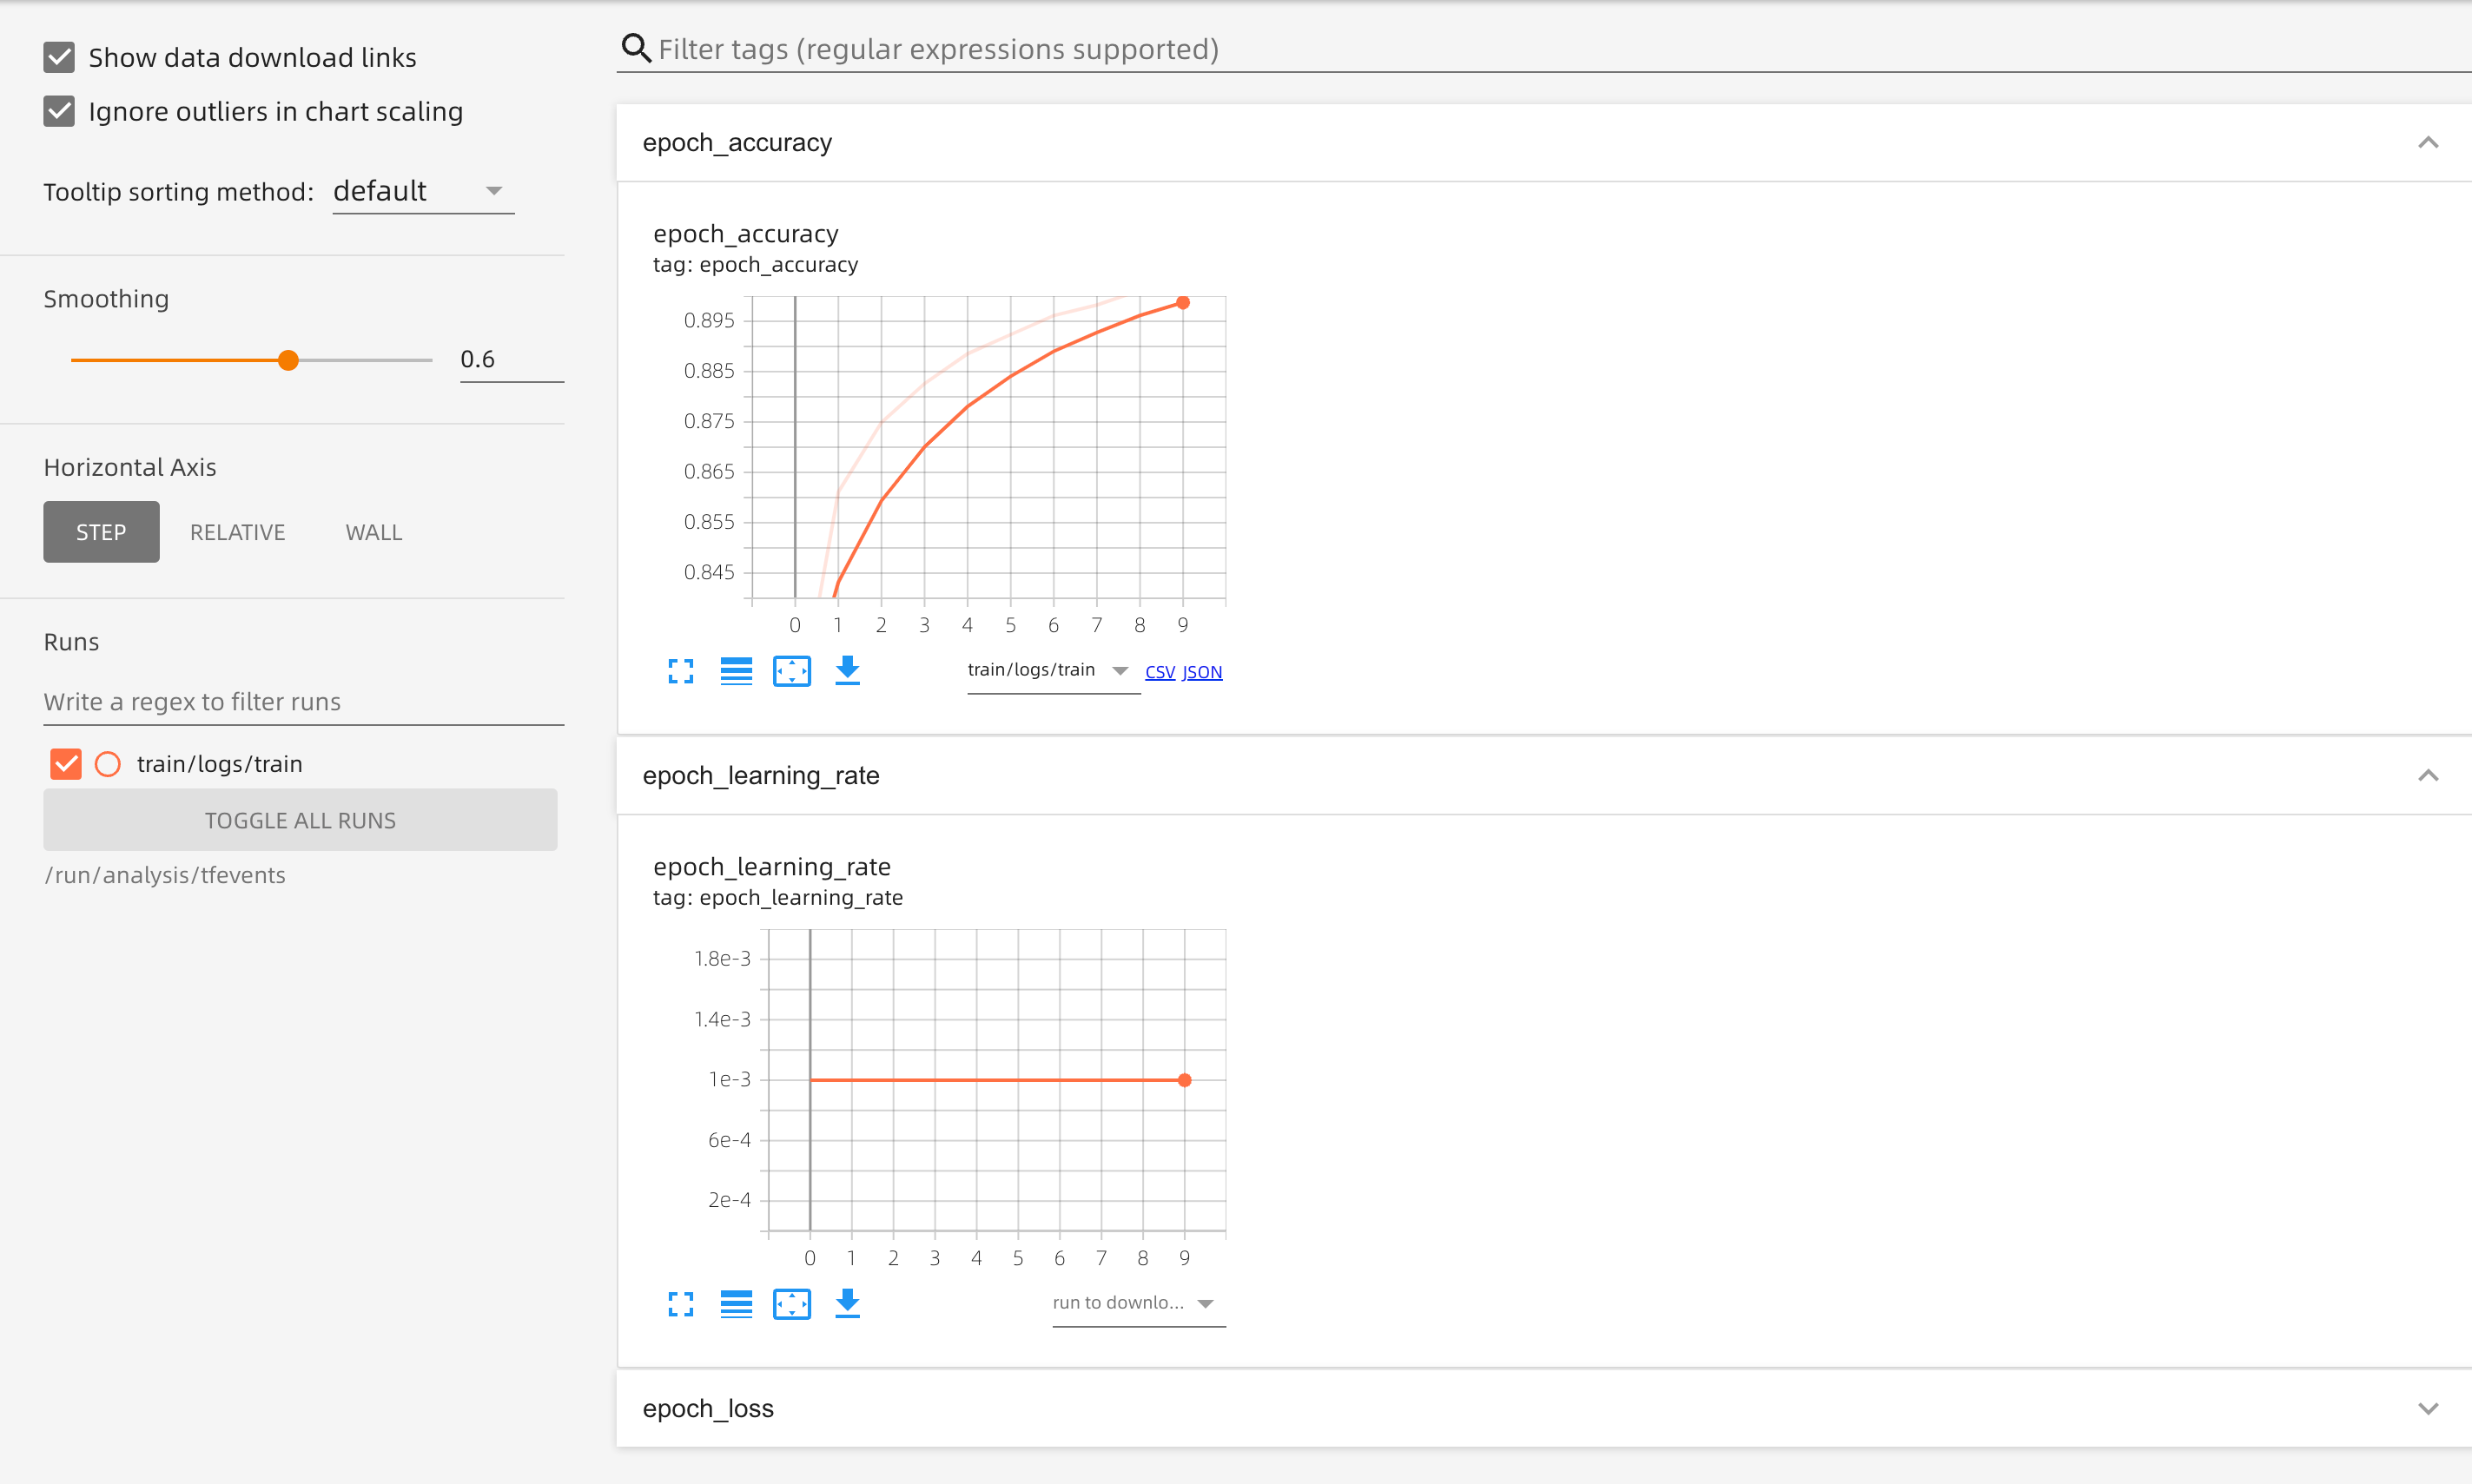 Show data download links
Ignore outliers in chart scaling
Tooltip sorting method: default
Smoothing
0.6
Horizontal Axis
STEP RELATIVE WALL
Runs
Write a regex to filter runs
train/logs/train
TOGGLE ALL RUNS
/run/analysis/tfevents
Filter tags (regular expressions supported)
epoch_accuracy
epoch_accuracy
tag: epoch_accuracy
0.895
0.885
0.875
0.865
0.855
0.845
0 1 2 3 4 5 6 7 8 9
train/logs/train CSV JSON
epoch_learning_rate
epoch_learning_rate
tag: epoch_learning_rate
1.8e-3
1.4e-3
1e-3
6e-4
2e-4
0 1 2 3 4 5 6 7 8 9
run to downlo...
epoch_loss